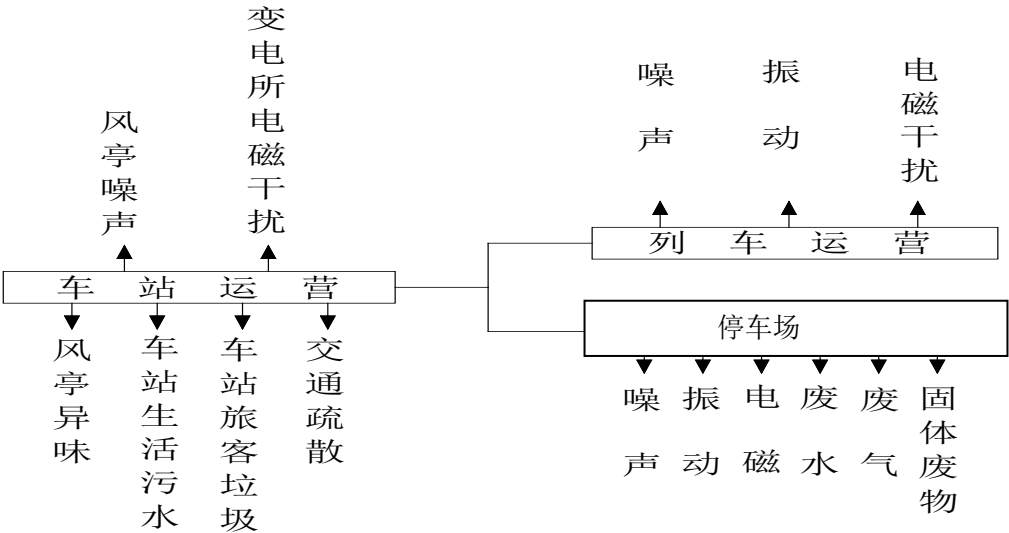 风亭噪声
变电所电磁干扰
车站运营
风亭异味
车站生活污水
车站旅客垃圾
交通疏散
噪声
振动
电磁干扰
列车运营
停车场
噪声
振动
电磁
废水
废气
固体废物